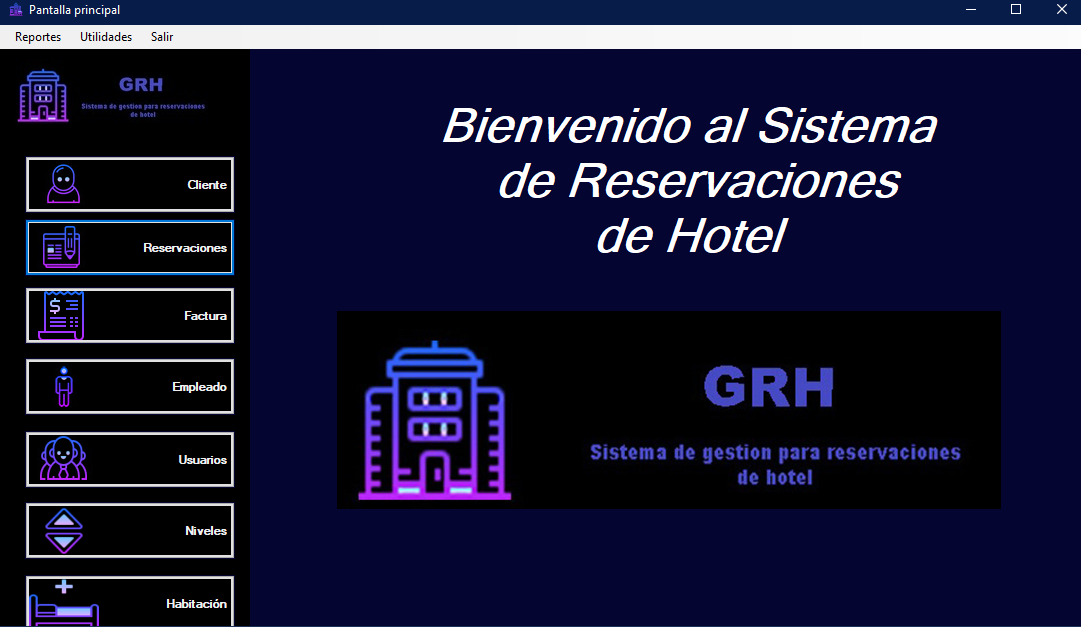 Pantalla principal
Reportes Utilidades Salir
GRH
Sistema de gestion para reservaciones
de hotel
Cliente
Reservaciones
Factura
Empleado
Usuarios
Niveles
Habitación
Bienvenido al Sistema
de Reservaciones
de Hotel
GRH
Sistema de gestion para reservaciones
de hotel